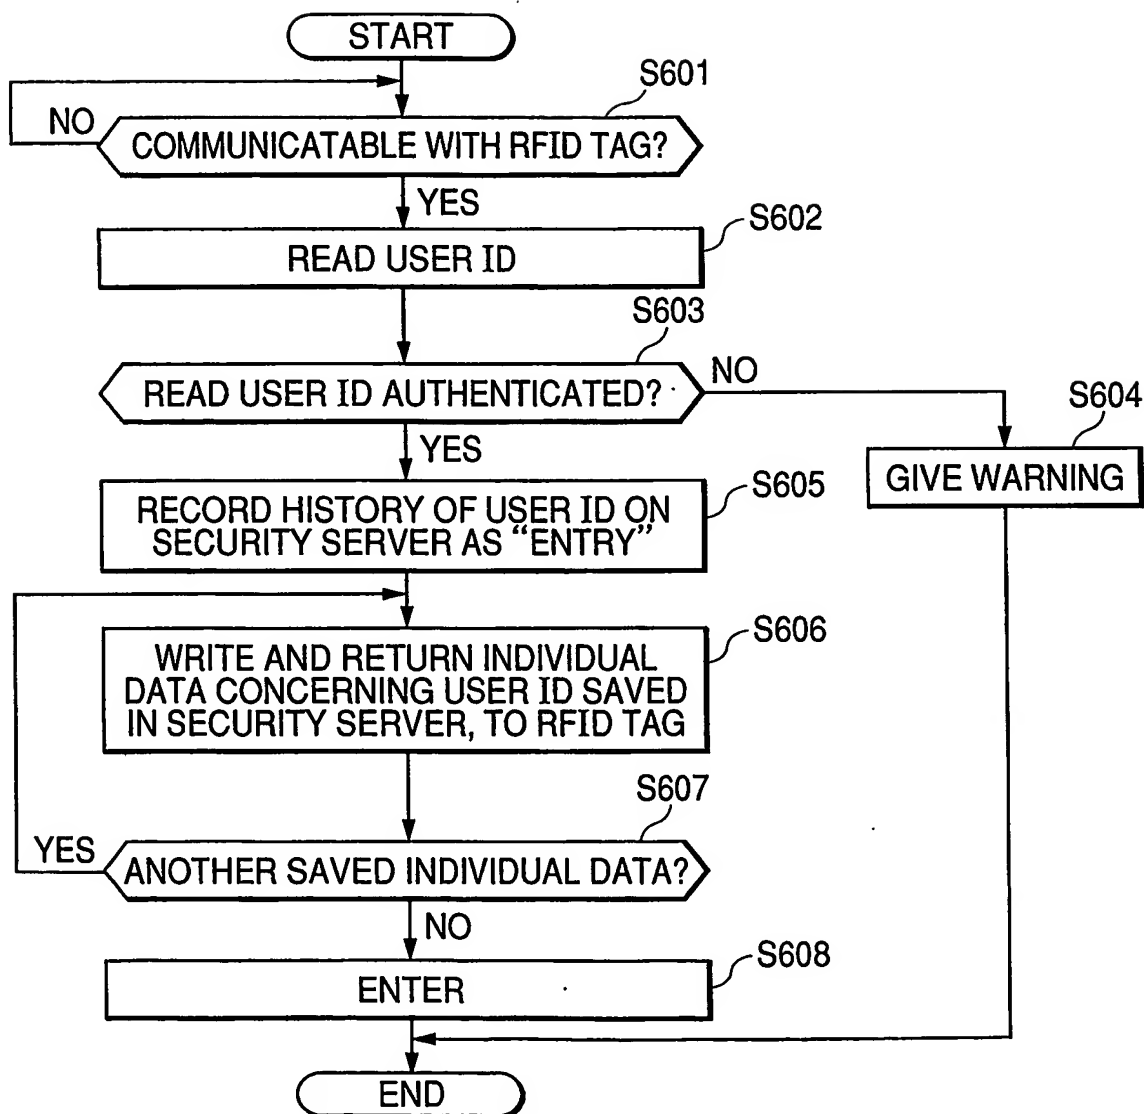 START
S601
NO
COMMUNICATABLE WITH RFID TAG?
YES
S602
READ USER ID
S603
READ USER ID AUTHENTICATED?
NO
S604
YES
GIVE WARNING
S605
RECORD HISTORY OF USER ID ON
SECURITY SERVER AS “ENTRY”
S606
WRITE AND RETURN INDIVIDUAL
DATA CONCERNING USER ID SAVED
IN SECURITY SERVER, TO RFID TAG
S607
YES
ANOTHER SAVED INDIVIDUAL DATA?
NO
S608
ENTER
END